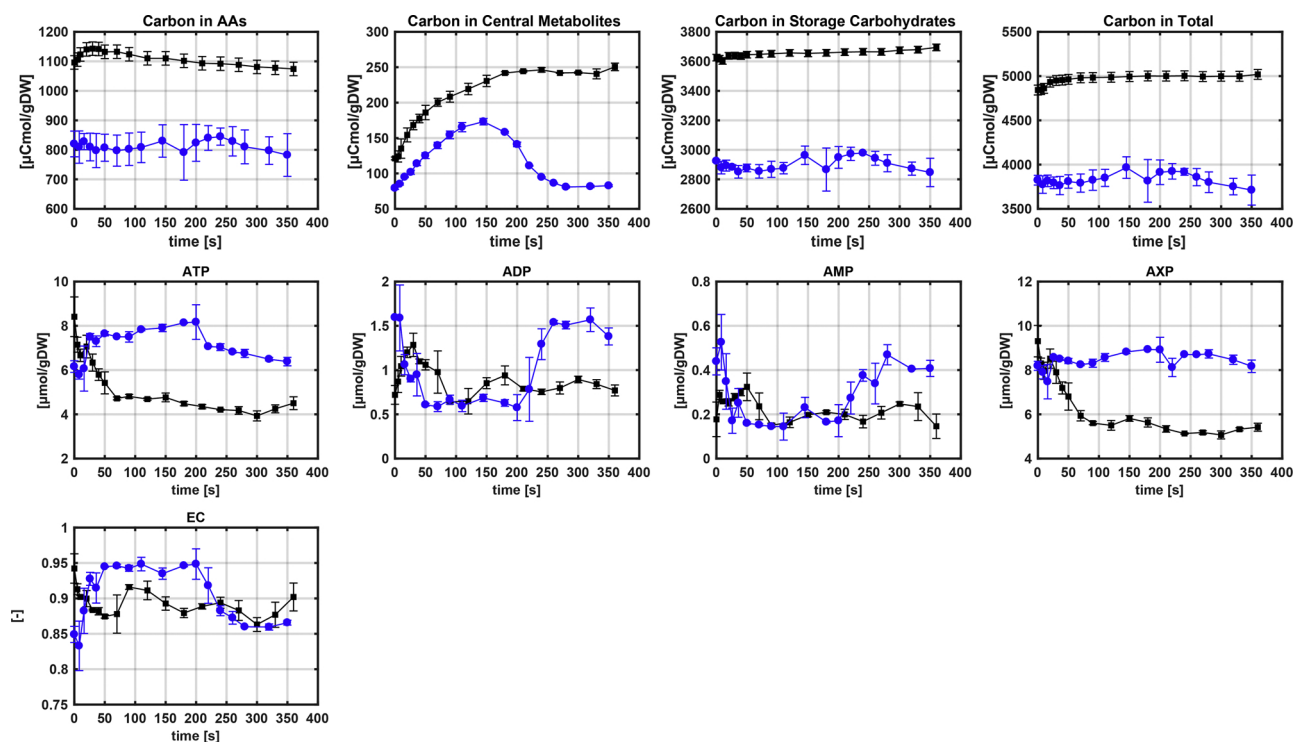 Carbon in AAs
1200
1100
1000
900
800
700
600
[µCmol/gDW]
0 50 100 150 200 250 300 350 400
time [s]
Carbon in Central Metabolites
300
250
200
150
100
50
[µCmol/gDW]
0 50 100 150 200 250 300 350 400
time [s]
Carbon in Storage Carbohydrates
3800
3600
3400
3200
3000
2800
2600
[µCmol/gDW]
0 50 100 150 200 250 300 350 400
time [s]
Carbon in Total
5500
5000
4500
4000
3500
[µCmol/gDW]
0 50 100 150 200 250 300 350 400
time [s]
ATP
10
8
6
4
2
[µmol/gDW]
0 50 100 150 200 250 300 350 400
time [s]
ADP
2
1.5
1
0.5
0
[µmol/gDW]
0 50 100 150 200 250 300 350 400
time [s]
AMP
0.8
0.6
0.4
0.2
0
[µmol/gDW]
0 50 100 150 200 250 300 350 400
time [s]
AXP
12
10
8
6
4
[µmol/gDW]
0 50 100 150 200 250 300 350 400
time [s]
EC
1
0.95
0.9
0.85
0.8
0.75
[-]
0 50 100 150 200 250 300 350 400
time [s]